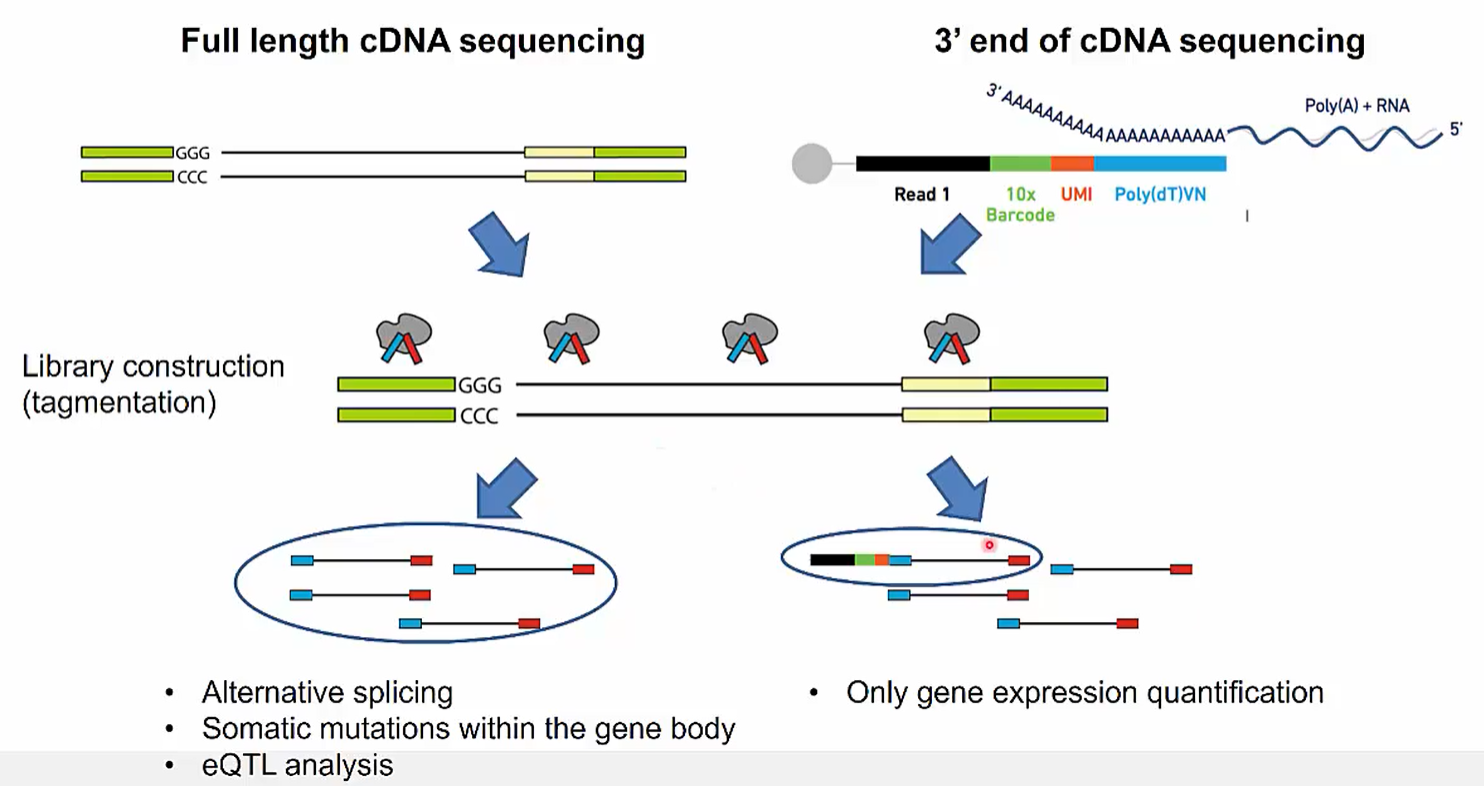 Full length cDNA sequencing
3' end of cDNA sequencing
3' AAAAAAAAAA AAAAAAAAAAA
Poly(A) + RNA
5'
GGG
CCC
Read 1
10x
Barcode
UMI
Poly(dT)VN
Library construction
(tagmentation)
GGG
CCC
• Alternative splicing
• Somatic mutations within the gene body
• eQTL analysis
• Only gene expression quantification